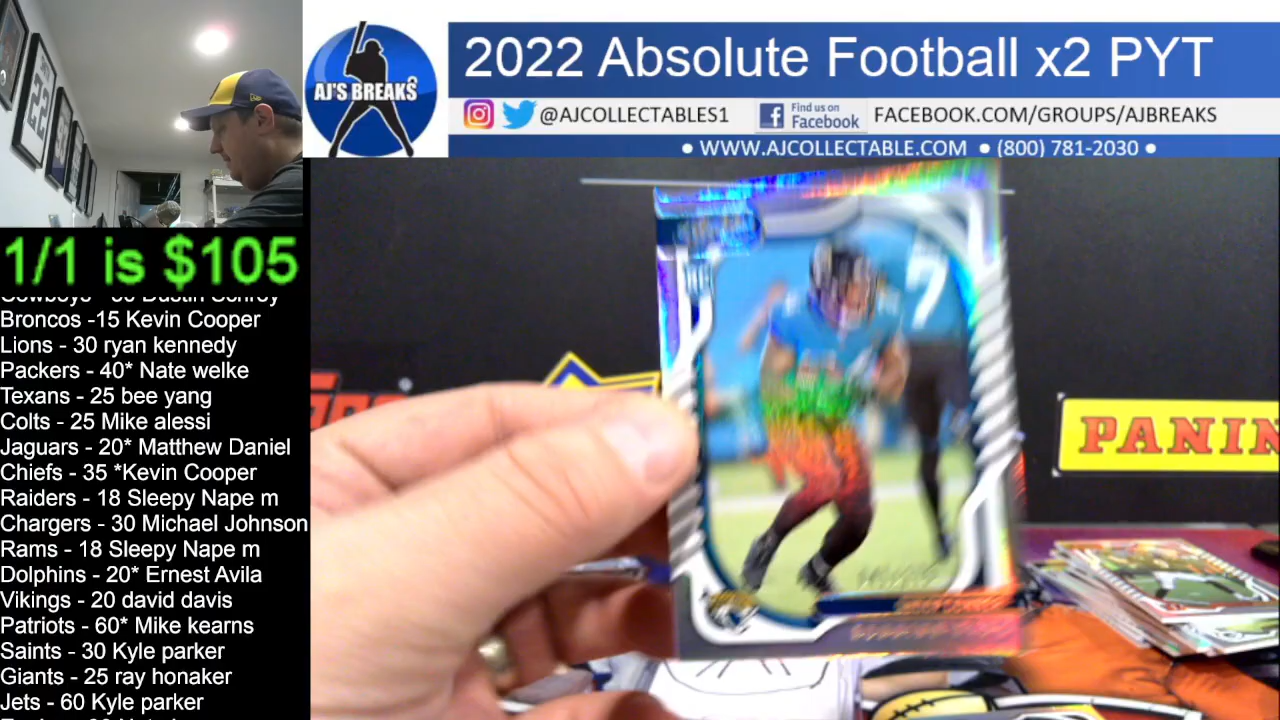 AJ'S BREAKS
2022 Absolute Football x2 PYT
@AJCOLLECTABLES1
Find us on
Facebook
FACEBOOK.COM/GROUPS/AJBREAKS
• WWW.AJCOLLECTABLE.COM • (800) 781-2030 •
1/1 is $105
Broncos -15 Kevin Cooper
Lions - 30 ryan kennedy
Packers - 40* Nate welke
Texans - 25 bee yang
Colts - 25 Mike alessi
Jaguars - 20* Matthew Daniel
Chiefs - 35 *Kevin Cooper
Raiders - 18 Sleepy Nape m
Chargers - 30 Michael Johnson
Rams - 18 Sleepy Nape m
Dolphins - 20* Ernest Avila
Vikings - 20 david davis
Patriots - 60* Mike kearns
Saints - 30 Kyle parker
Giants - 25 ray honaker
Jets - 60 Kyle parker
PANIN
22
7